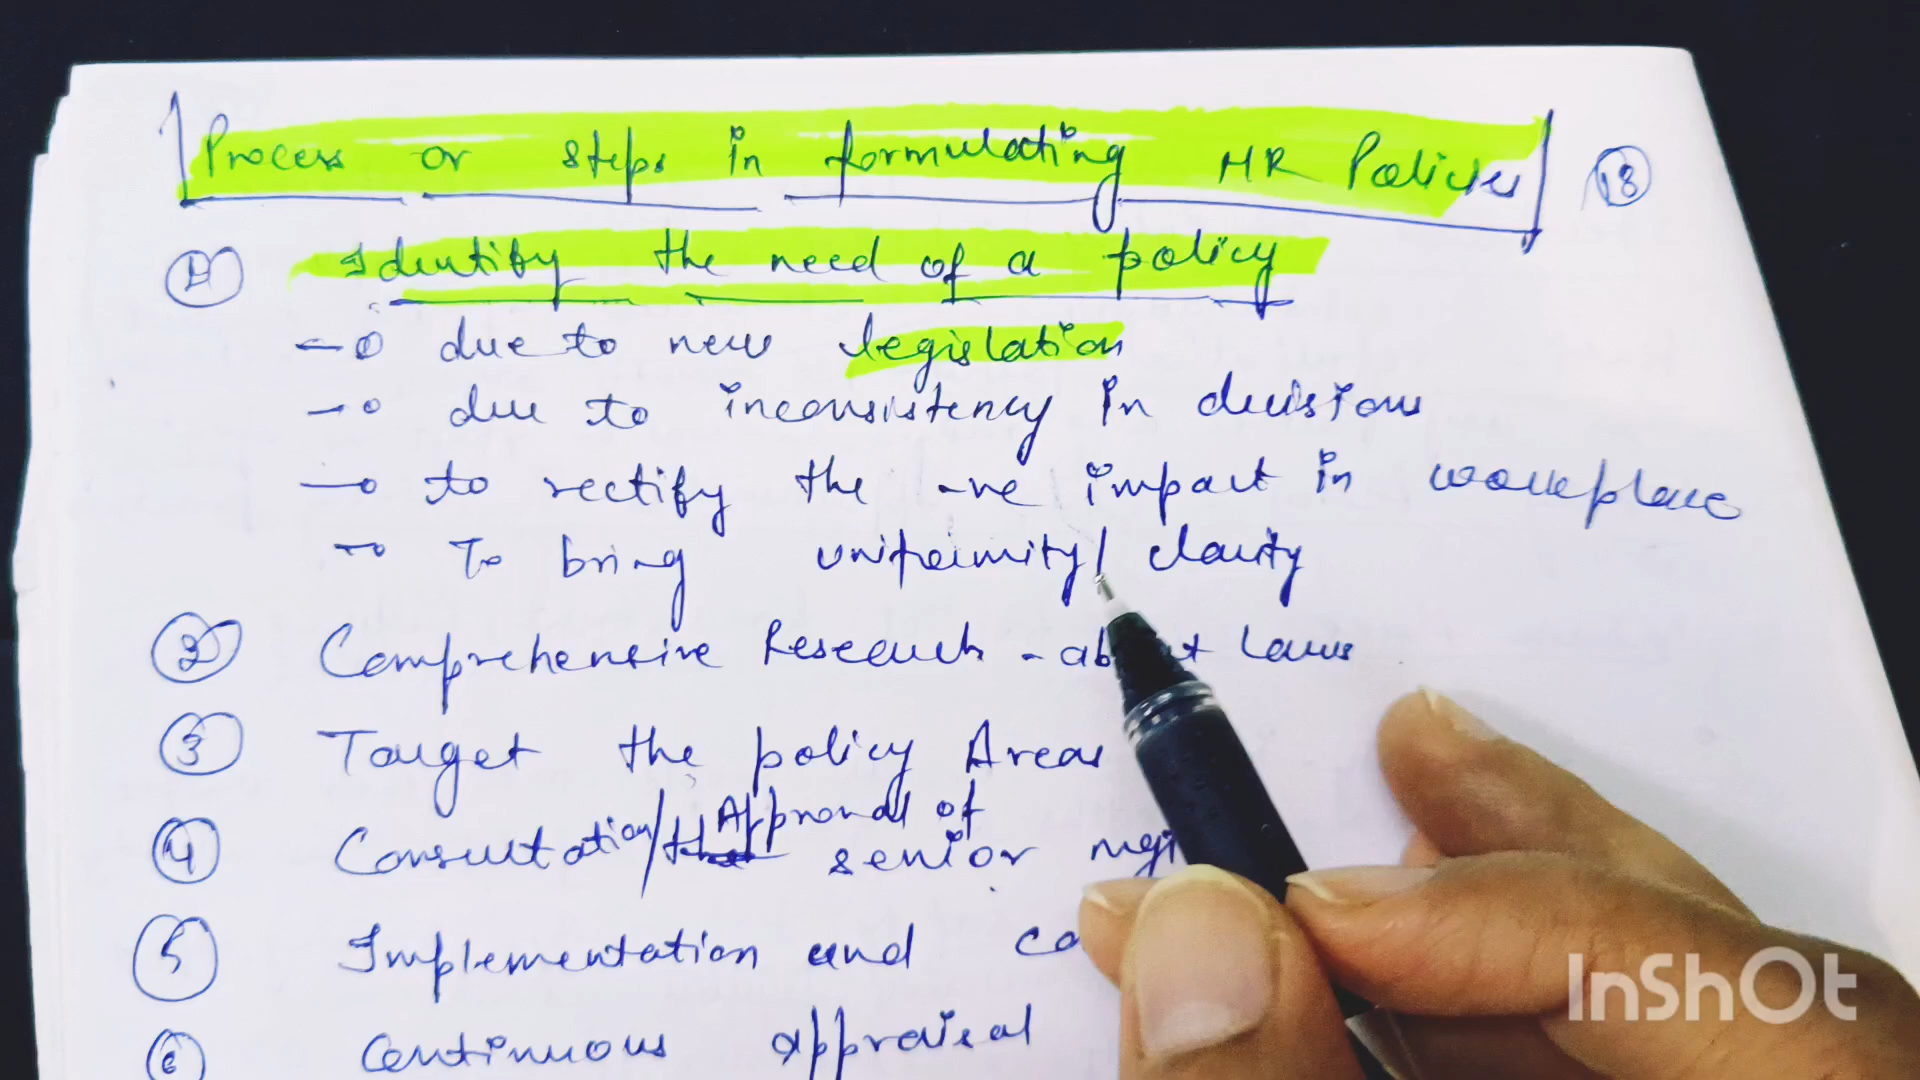 Process or steps in formulating HR Policies
18
1 Identify the need of a policy
→ due to new legislation
→ due to inconsistency in decisions
→ to rectify the -ve impact in workplace
→ To bring uniformity/ clarity
2 Comprehensive Research - about Laws
3 Target the policy Areas
4 Consultation/ Approval of
senior mgt
5 Implementation and
6 Continuous appraisal
InShOt